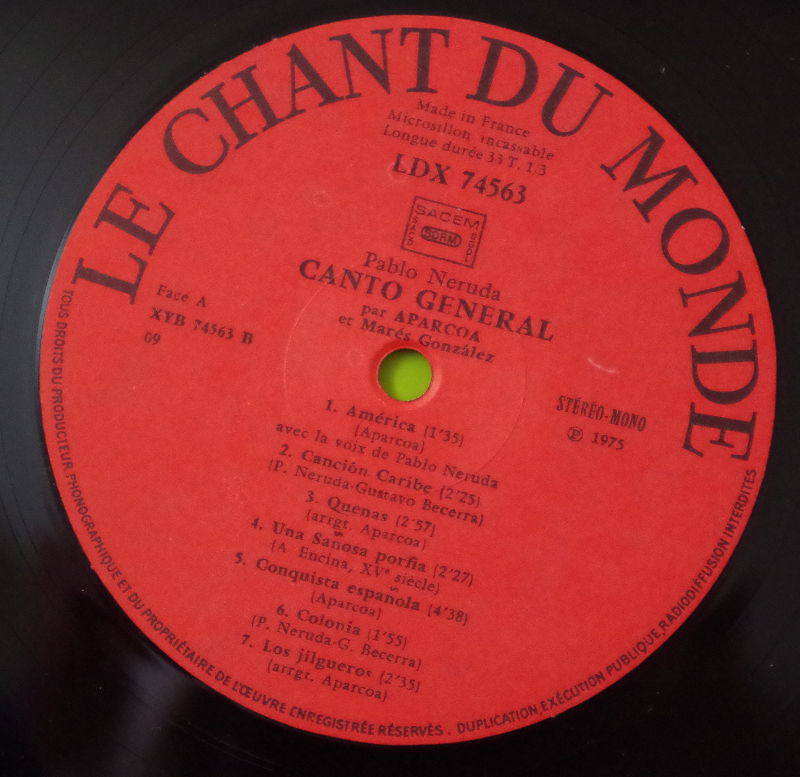 LE CHANT DU MONDE
Made in France
Microsillon incassable
Longue durée 33 T. 1/3
LDX 74563
SACEM
SACD SDRM SGDL
Pablo Neruda
CANTO GENERAL
par APARCOA
et Marés González
Face A
XYB 74563 B
09
STÉRÉO-MONO
℗ 1975
1. América (1'35)
(Aparcoa)
avec la voix de Pablo Neruda
2. Canción Caribe (2'25)
(P. Neruda-Gustavo Becerra)
3. Quenas (2'57)
(arrgt. Aparcoa)
4. Una Sañosa porfia (2'27)
(A. Encina, XVe siècle)
5. Conquista española (4'38)
(Aparcoa)
6. Colonia (1'55)
(P. Neruda-G. Becerra)
7. Los jilgueros (2'35)
(arrgt. Aparcoa)
TOUS DROITS DU PRODUCTEUR PHONOGRAPHIQUE ET DU PROPRIÉTAIRE DE L'ŒUVRE ENREGISTRÉE RÉSERVÉS. DUPLICATION, EXÉCUTION PUBLIQUE, RADIODIFFUSION INTERDITES